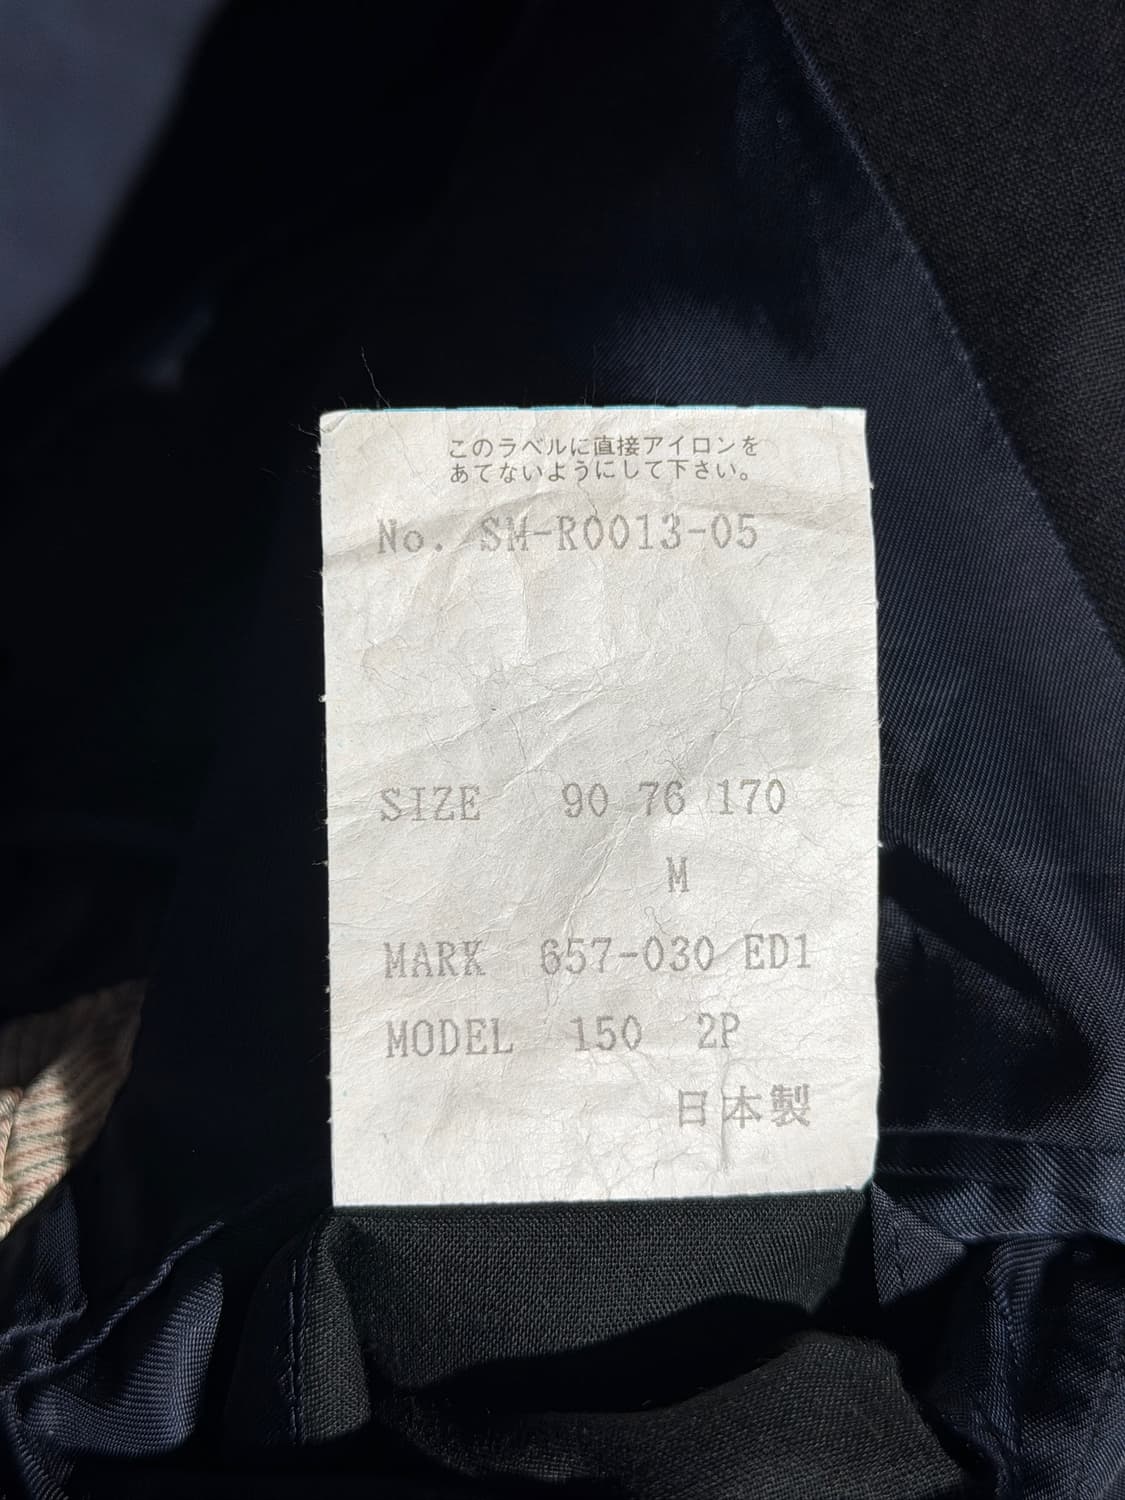 このラベルに直接アイロンを
あてないようにして下さい。
No. SM-R0013-05
SIZE 90 76 170
M
MARK 657-030 ED1
MODEL 150 2P
日本製